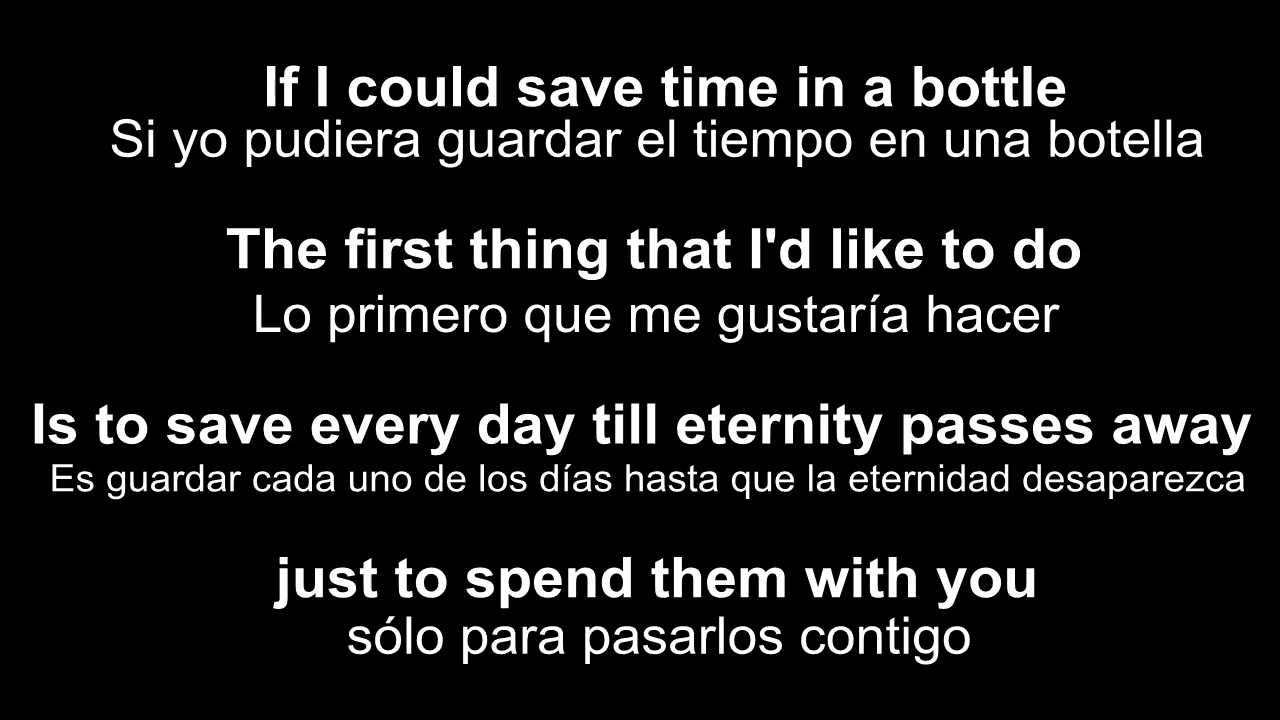 If I could save time in a bottle
Si yo pudiera guardar el tiempo en una botella
The first thing that I'd like to do
Lo primero que me gustaría hacer
Is to save every day till eternity passes away
Es guardar cada uno de los días hasta que la eternidad desaparezca
just to spend them with you
sólo para pasarlos contigo